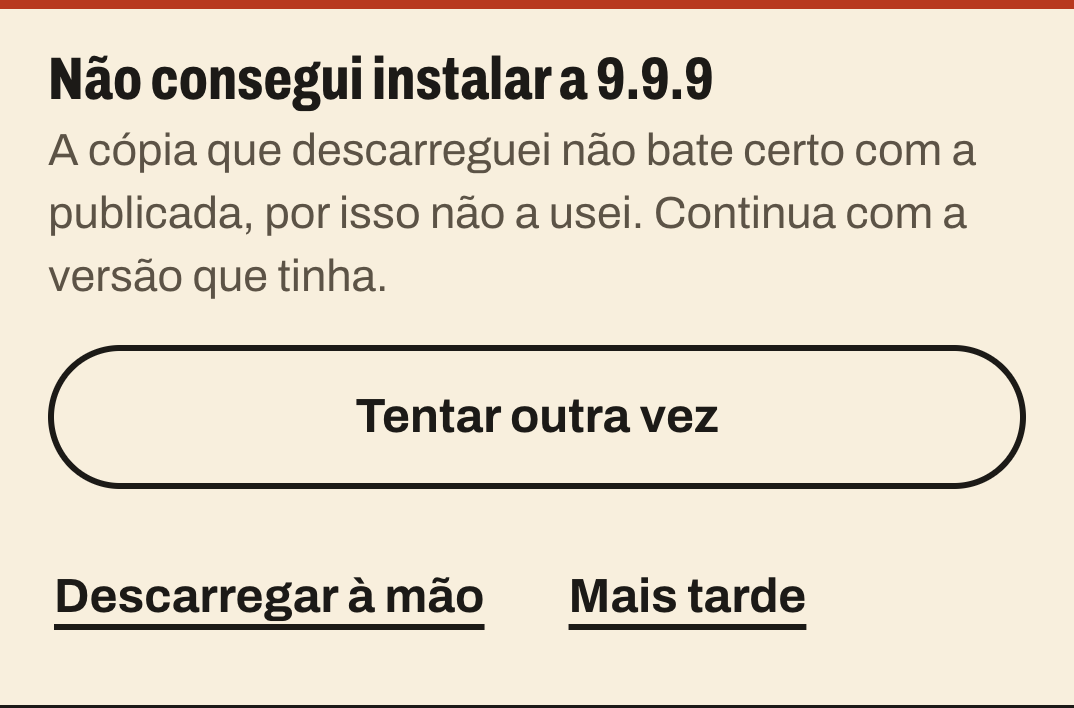 Não consegui instalar a 9.9.9
A cópia que descarreguei não bate certo com a
publicada, por isso não a usei. Continua com a
versão que tinha.
Tentar outra vez
Descarregar à mão
Mais tarde